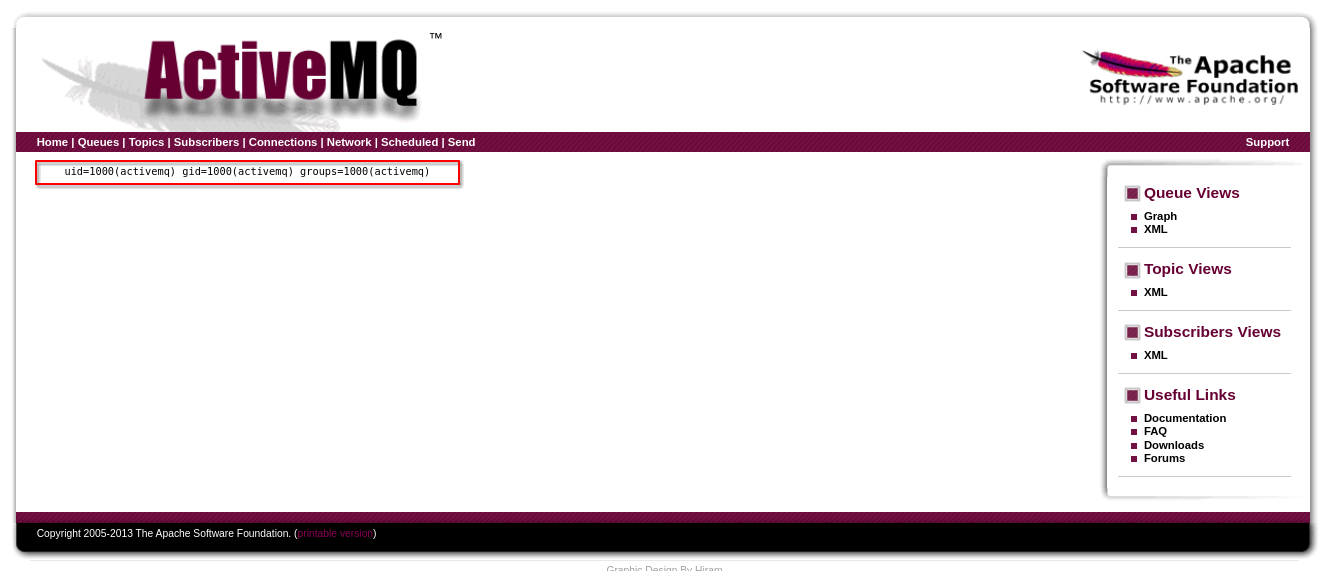 ActiveMQ™
The Apache
Software Foundation
http://www.apache.org/
Home | Queues | Topics | Subscribers | Connections | Network | Scheduled | Send
Support
uid=1000(activemq) gid=1000(activemq) groups=1000(activemq)
Queue Views
Graph
XML
Topic Views
XML
Subscribers Views
XML
Useful Links
Documentation
FAQ
Downloads
Forums
Copyright 2005-2013 The Apache Software Foundation. (printable version)
Graphic Design By Hiram